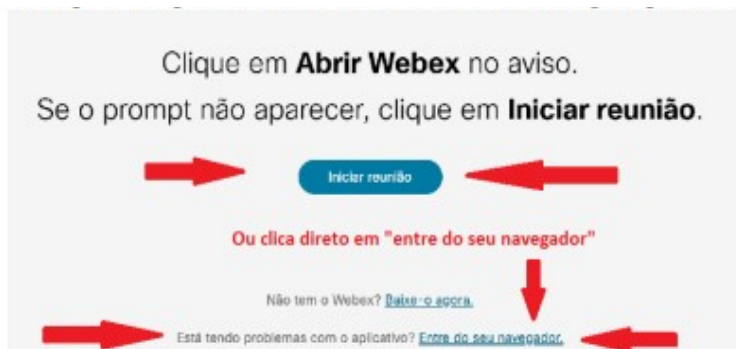 Clique em Abrir Webex no aviso.
Se o prompt não aparecer, clique em Iniciar reunião.
Iniciar reunião
Ou clica direto em "entre do seu navegador"
Não tem o Webex? Baixe-o agora.
Está tendo problemas com o aplicativo? Entre do seu navegador.